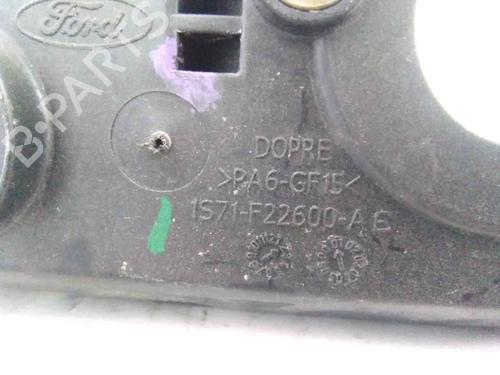 Ford
B-PARTS
DOPRE
>PA6-GF15<
1S71-F22600-AE